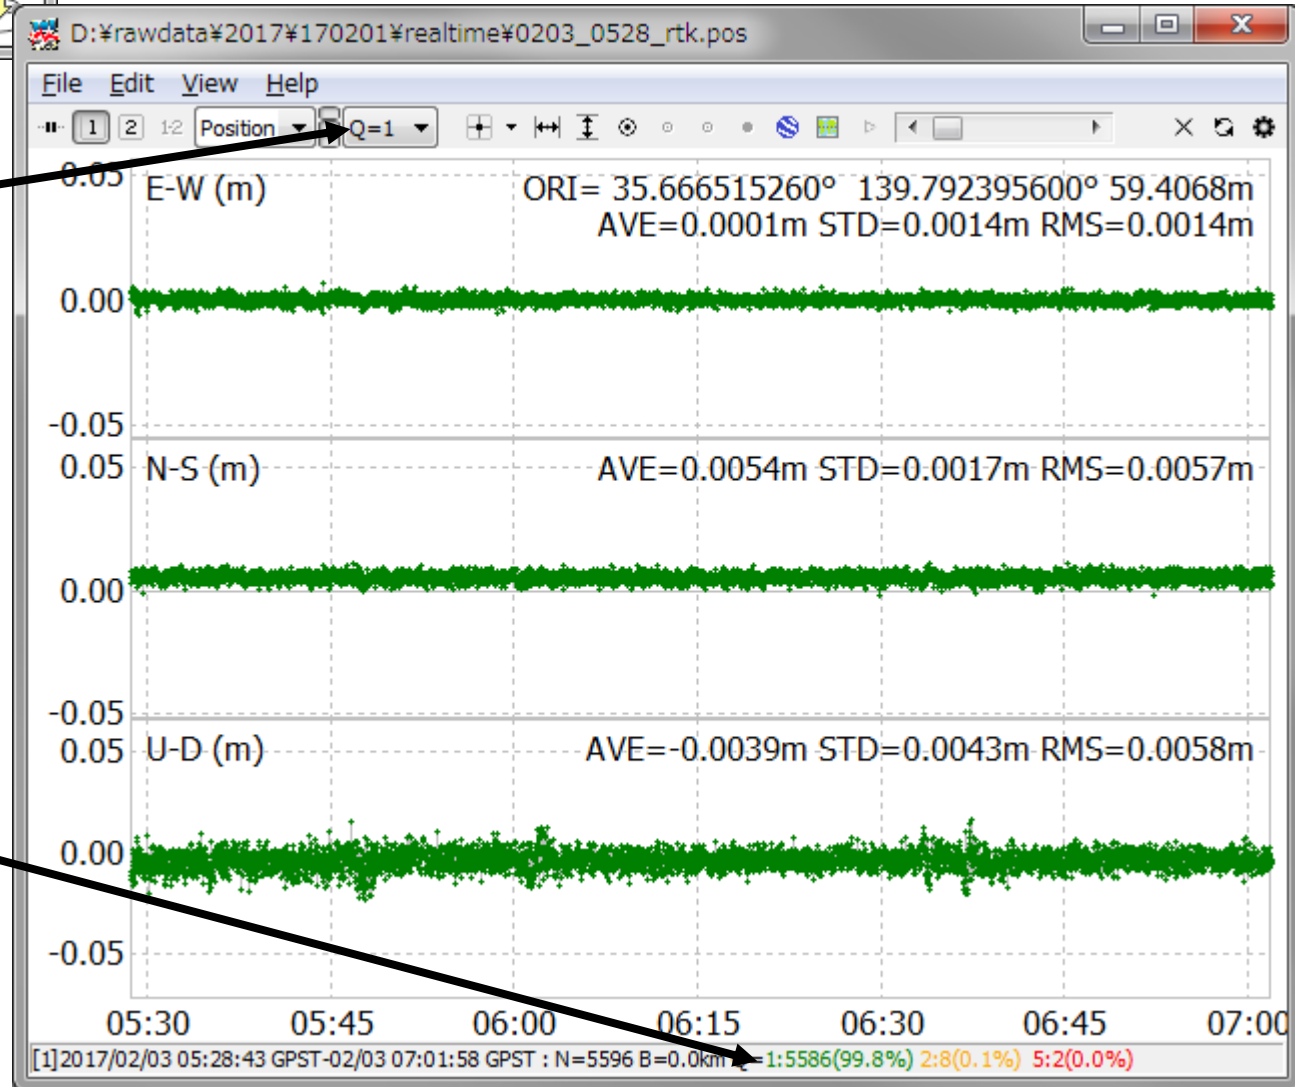 D:¥rawdata¥2017¥170201¥realtime¥0203_0528_rtk.pos
File Edit View Help
1 2 1-2 Position Q=1
0.05 E-W (m) ORI= 35.666515260° 139.792395600° 59.4068m
AVE=0.0001m STD=0.0014m RMS=0.0014m
0.00
-0.05
0.05 N-S (m) AVE=0.0054m STD=0.0017m RMS=0.0057m
0.00
-0.05
0.05 U-D (m) AVE=-0.0039m STD=0.0043m RMS=0.0058m
0.00
-0.05
05:30 05:45 06:00 06:15 06:30 06:45 07:00
[1]2017/02/03 05:28:43 GPST-02/03 07:01:58 GPST : N=5596 B=0.0km Q=1:5586(99.8%) 2:8(0.1%) 5:2(0.0%)